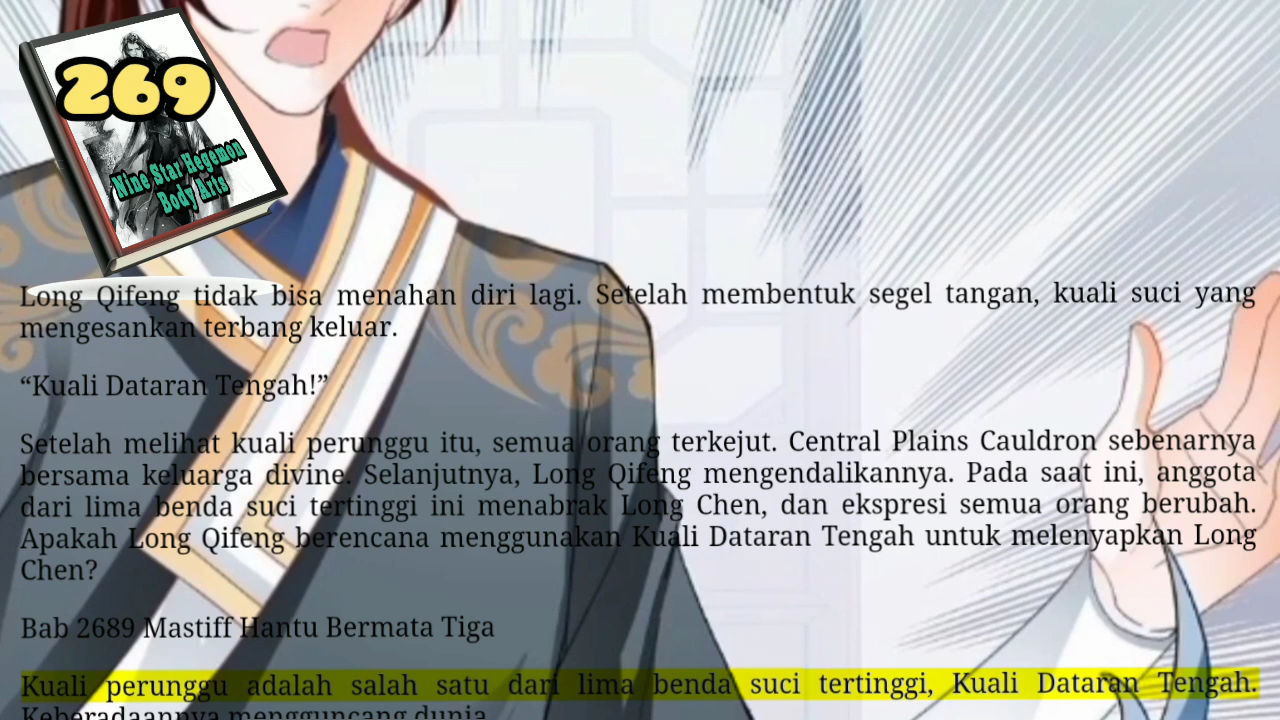 269
Nine Star Hegemon
Body Arts
Long Qifeng tidak bisa menahan diri lagi. Setelah membentuk segel tangan, kuali suci yang
mengesankan terbang keluar.
“Kuali Dataran Tengah!”
Setelah melihat kuali perunggu itu, semua orang terkejut. Central Plains Cauldron sebenarnya
bersama keluarga divine. Selanjutnya, Long Qifeng mengendalikannya. Pada saat ini, anggota
dari lima benda suci tertinggi ini menabrak Long Chen, dan ekspresi semua orang berubah.
Apakah Long Qifeng berencana menggunakan Kuali Dataran Tengah untuk melenyapkan Long
Chen?
Bab 2689 Mastiff Hantu Bermata Tiga
Kuali perunggu adalah salah satu dari lima benda suci tertinggi, Kuali Dataran Tengah.
Keberadaannya mengguncang dunia.